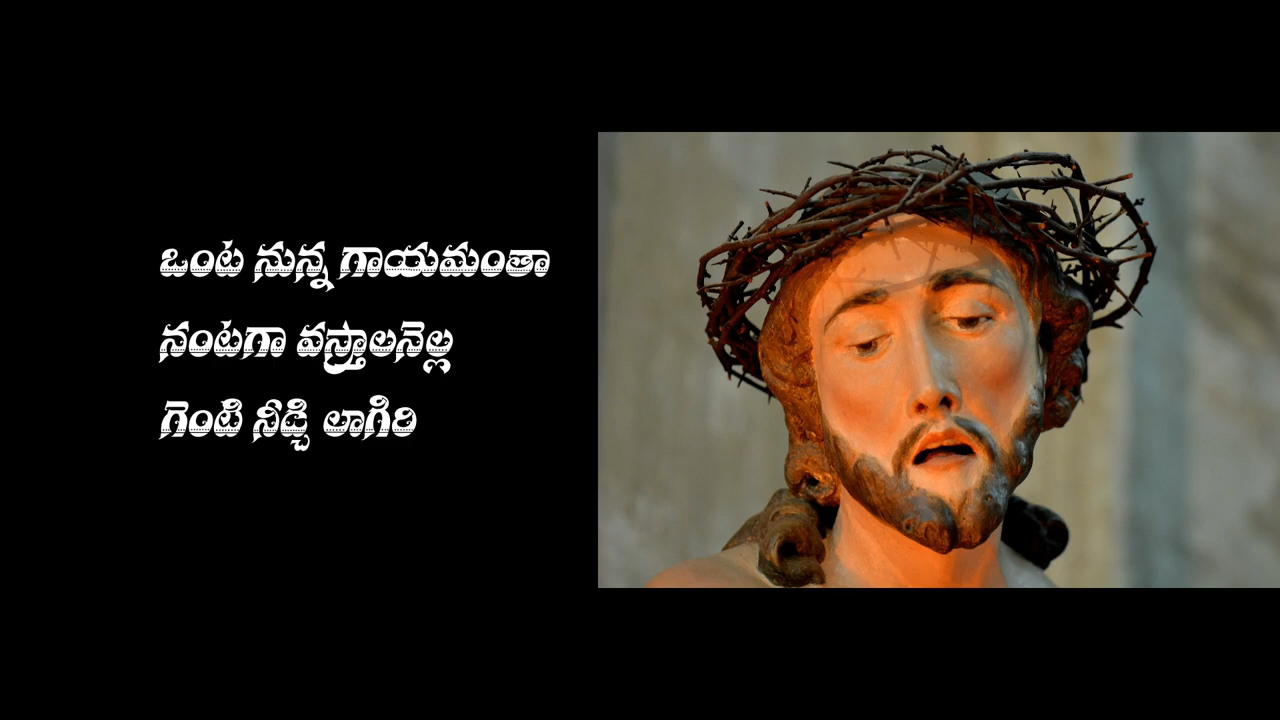 ఒంట నున్న గాయమంతా
నంటగా వస్త్రాలనెల్ల
గెంటి నీడ్చి లాగిరి